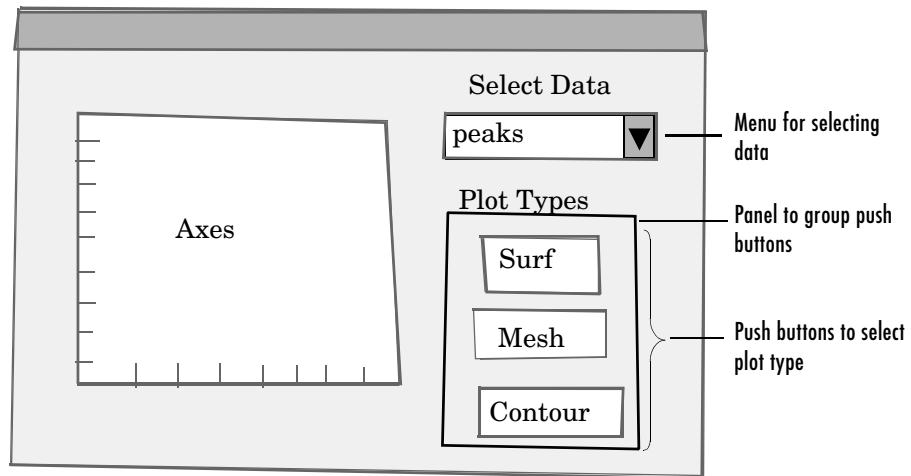 Select Data
peaks
Menu for selecting
data
Plot Types
Panel to group push
buttons
Axes
Surf
Mesh
Push buttons to select
plot type
Contour